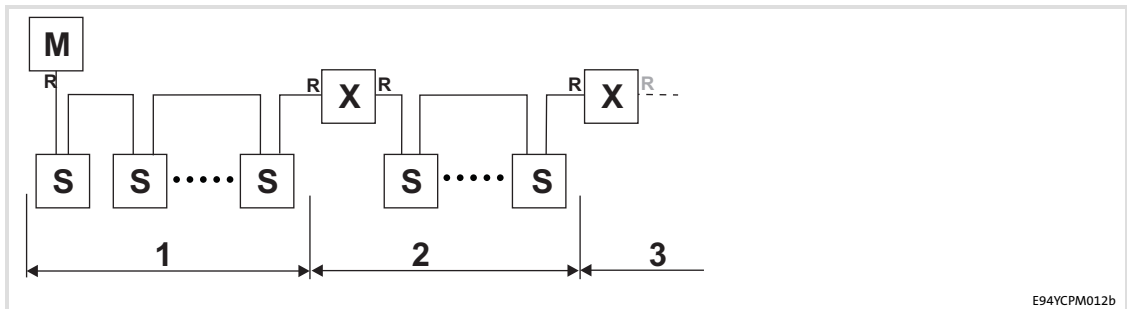 M
R
R X R
R X R
S S ..... S
S ..... S
1 2 3
E94YCPM012b